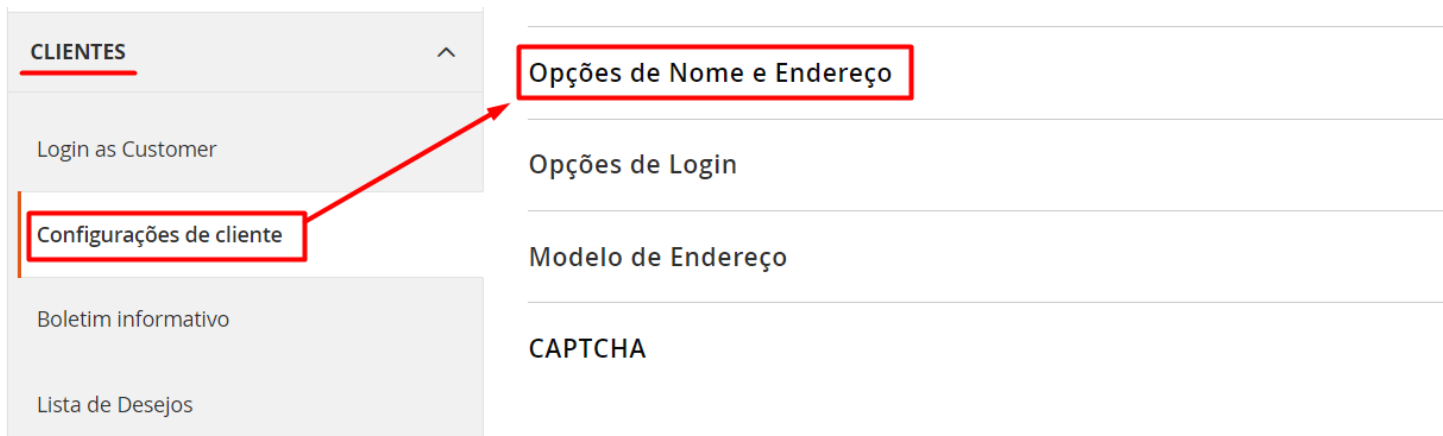 CLIENTES
Login as Customer
Configurações de cliente
Boletim informativo
Lista de Desejos
Opções de Nome e Endereço
Opções de Login
Modelo de Endereço
CAPTCHA